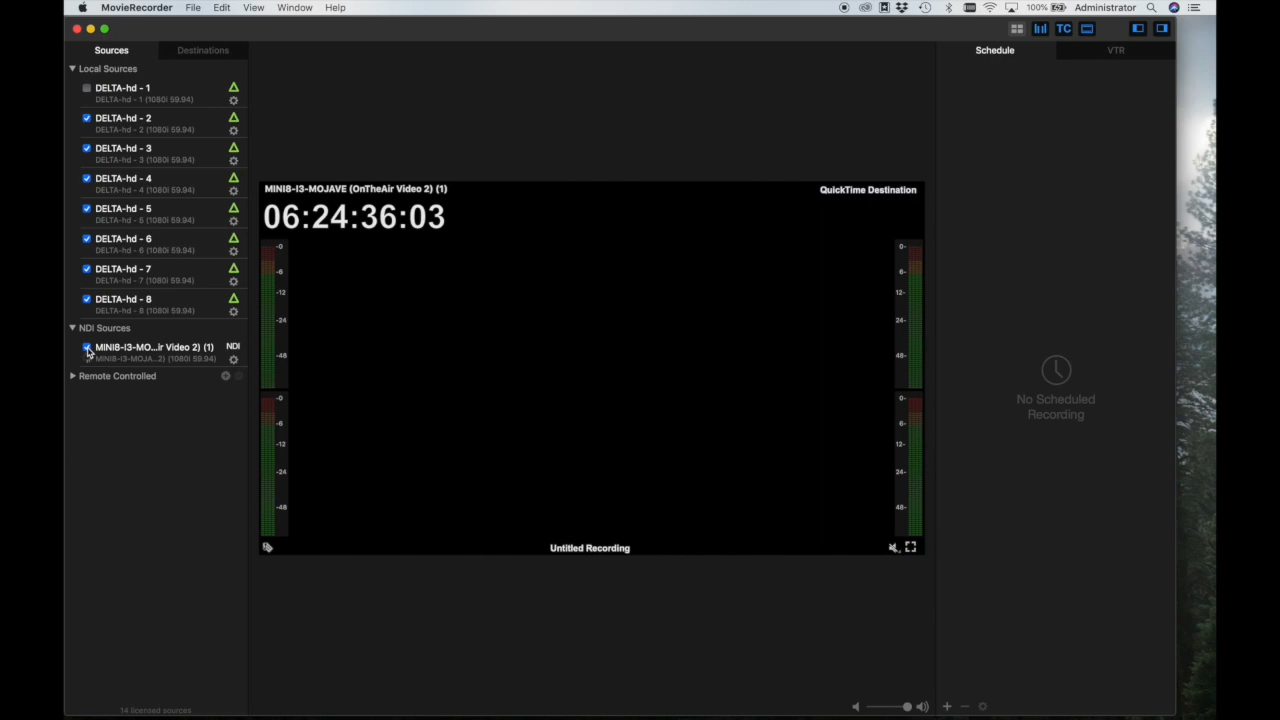 MovieRecorder File Edit View Window Help
100% Administrator
TC
Sources Destinations
Schedule VTR
Local Sources
DELTA-hd - 1
DELTA-hd - 1 (1080i 59.94)
DELTA-hd - 2
DELTA-hd - 2 (1080i 59.94)
DELTA-hd - 3
DELTA-hd - 3 (1080i 59.94)
DELTA-hd - 4
DELTA-hd - 4 (1080i 59.94)
DELTA-hd - 5
DELTA-hd - 5 (1080i 59.94)
DELTA-hd - 6
DELTA-hd - 6 (1080i 59.94)
DELTA-hd - 7
DELTA-hd - 7 (1080i 59.94)
DELTA-hd - 8
DELTA-hd - 8 (1080i 59.94)
NDI Sources
MINI8-I3-MO...ir Video 2) (1) NDI
MINI8-I3-MOJA...2) (1080i 59.94)
Remote Controlled
14 licensed sources
MINI8-I3-MOJAVE (OnTheAir Video 2) (1)
QuickTime Destination
06:24:36:03
-0 0-
-6 6-
-12 12-
-24 24-
-48 48-
-0 0-
-6 6-
-12 12-
-24 24-
-48 48-
Untitled Recording
No Scheduled
Recording